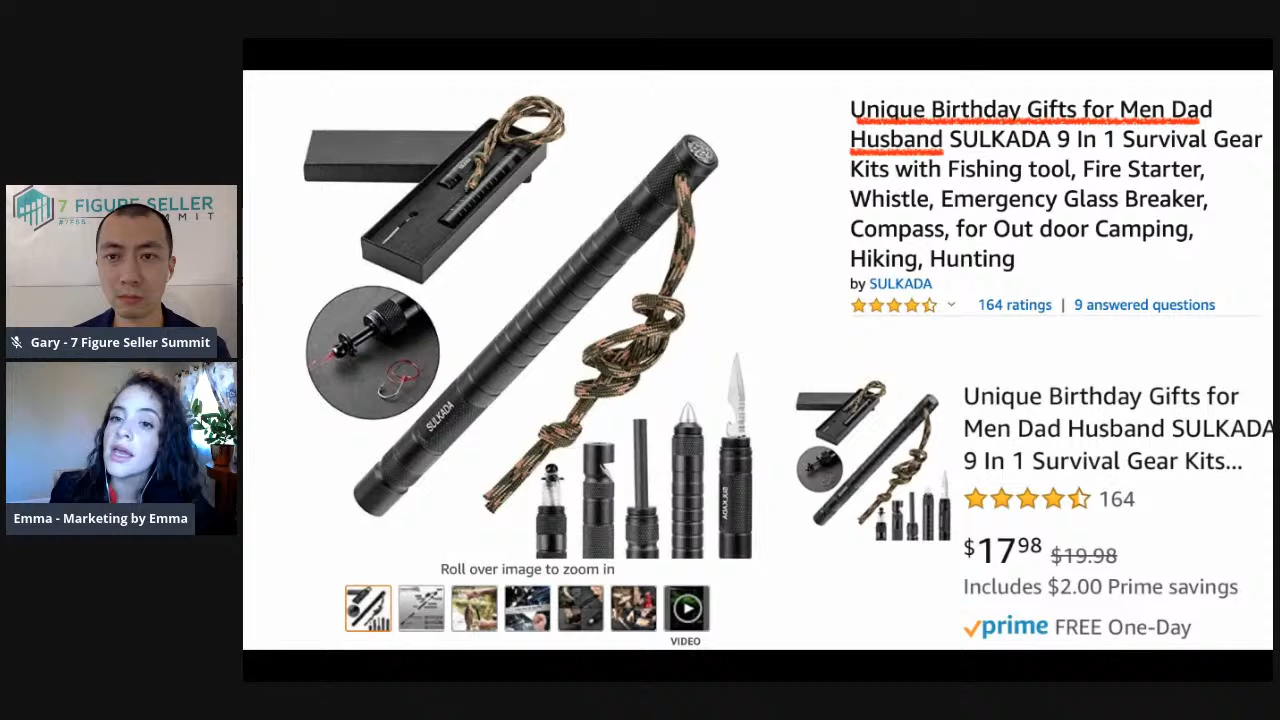 7 FIGURE SELLER
#7FSS
MMIT
Gary - 7 Figure Seller Summit
Emma - Marketing by Emma
SULKADA
SULKADA
Roll over image to zoom in
VIDEO
Unique Birthday Gifts for Men Dad
Husband SULKADA 9 In 1 Survival Gear
Kits with Fishing tool, Fire Starter,
Whistle, Emergency Glass Breaker,
Compass, for Out door Camping,
Hiking, Hunting
by SULKADA
164 ratings | 9 answered questions
Unique Birthday Gifts for
Men Dad Husband SULKADA
9 In 1 Survival Gear Kits...
164
$1798 $19.98
Includes $2.00 Prime savings
prime FREE One-Day